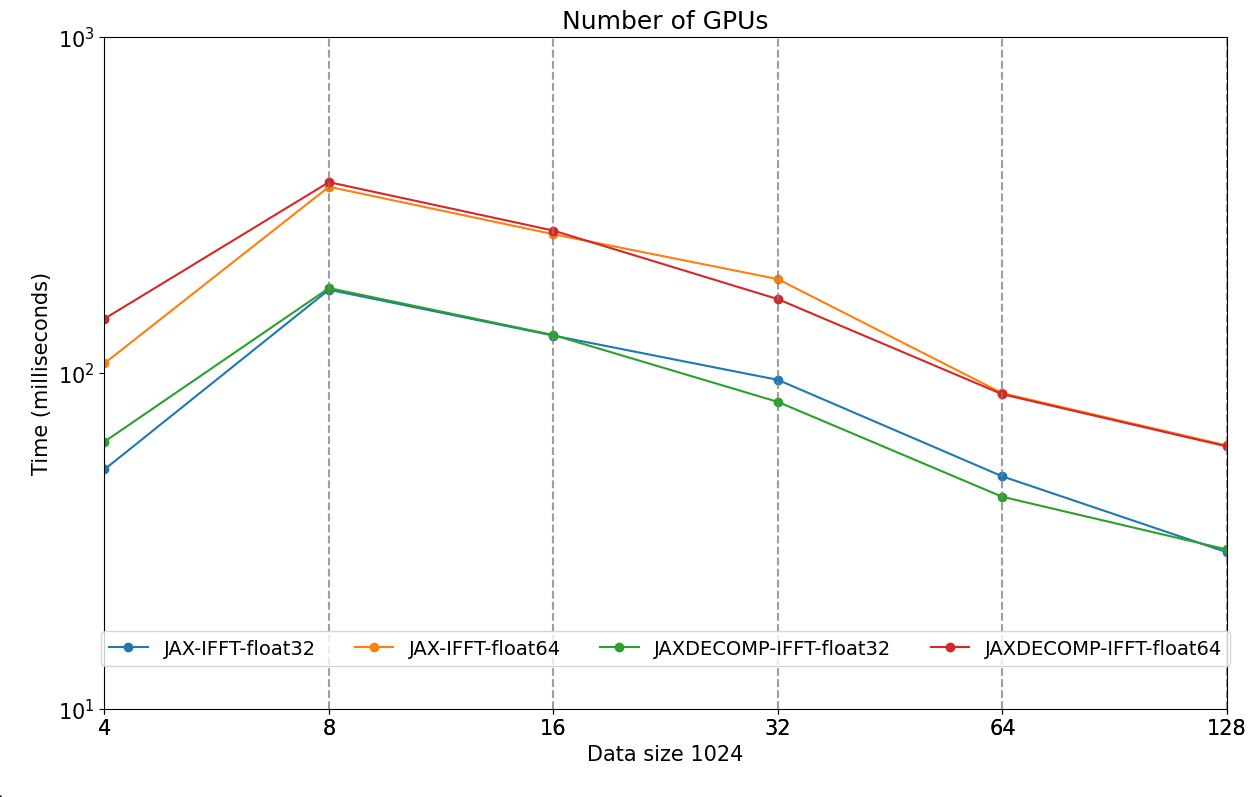 Number of GPUs
10³
10²
10¹
Time (milliseconds)
JAX-IFFT-float32 JAX-IFFT-float64 JAXDECOMP-IFFT-float32 JAXDECOMP-IFFT-float64
4 8 16 32 64 128
Data size 1024